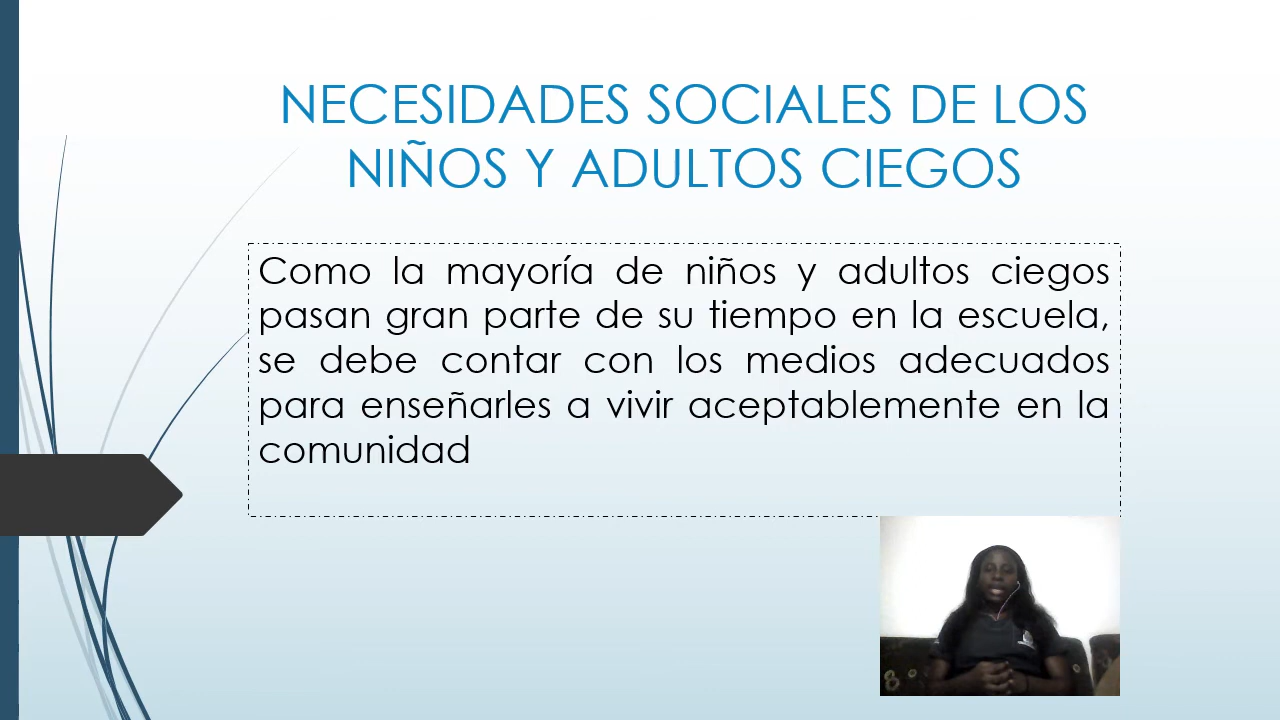 NECESIDADES SOCIALES DE LOS
NIÑOS Y ADULTOS CIEGOS
Como la mayoría de niños y adultos ciegos
pasan gran parte de su tiempo en la escuela,
se debe contar con los medios adecuados
para enseñarles a vivir aceptablemente en la
comunidad